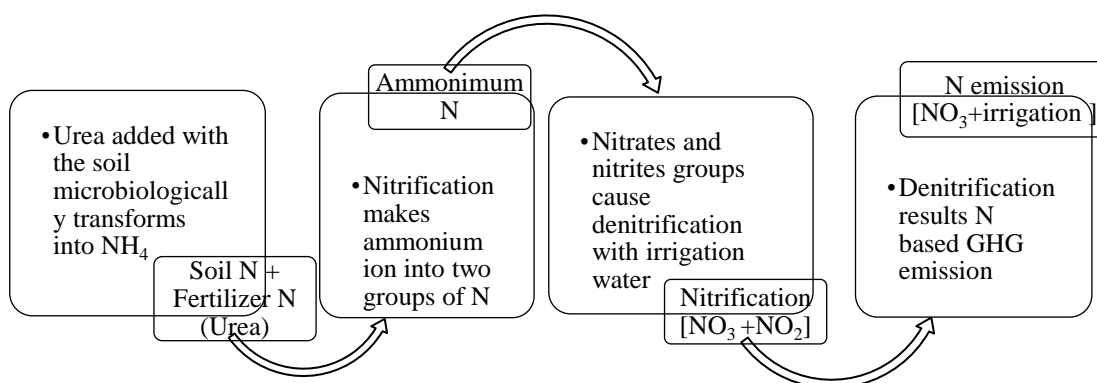 •Urea added with
the soil
microbiologicall
y transforms
into NH₄
Soil N +
Fertilizer N
(Urea)
Ammonimum
N
•Nitrification
makes
ammonium
ion into two
groups of N
•Nitrates and
nitrites groups
cause
denitrification
with irrigation
water
Nitrification
[NO₃ +NO₂]
N emission
[NO₃+irrigation ]
•Denitrification
results N
based GHG
emission